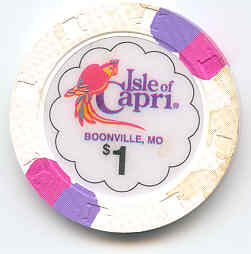 Isle of
Capri®
BOONVILLE, MO
$1